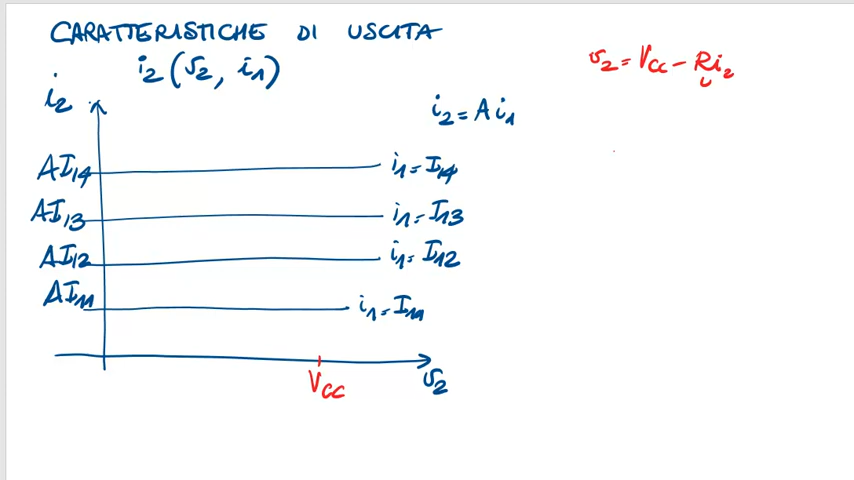 CARATTERISTICHE DI USCITA
i2 (v2, i1)
v2 = VCC - Ri2
i2
i2 = A i1
AI14
i1 = I14
AI13
i1 = I13
AI12
i1 = I12
AI11
i1 = I11
VCC
v2